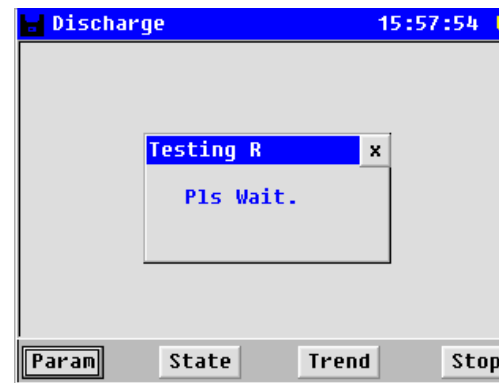 Discharge 15:57:54
Testing R x
Pls Wait.
Param State Trend Stop